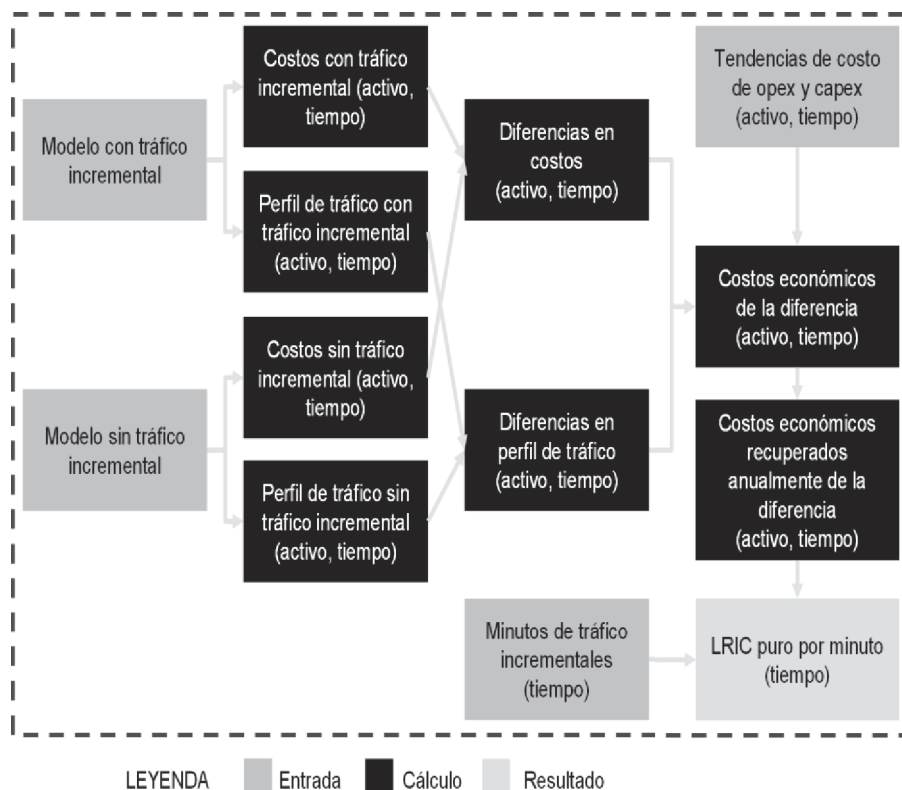 Modelo con tráfico
incremental
Modelo sin tráfico
incremental
Costos con tráfico
incremental (activo,
tiempo)
Perfil de tráfico con
tráfico incremental
(activo, tiempo)
Costos sin tráfico
incremental (activo,
tiempo)
Perfil de tráfico sin
tráfico incremental
(activo, tiempo)
Diferencias en
costos
(activo, tiempo)
Diferencias en
perfil de tráfico
(activo, tiempo)
Minutos de tráfico
incrementales
(tiempo)
Tendencias de costo
de opex y capex
(activo, tiempo)
Costos económicos
de la diferencia
(activo, tiempo)
Costos económicos
recuperados
anualmente de la
diferencia
(activo, tiempo)
LRIC puro por minuto
(tiempo)
LEYENDA
Entrada
Cálculo
Resultado